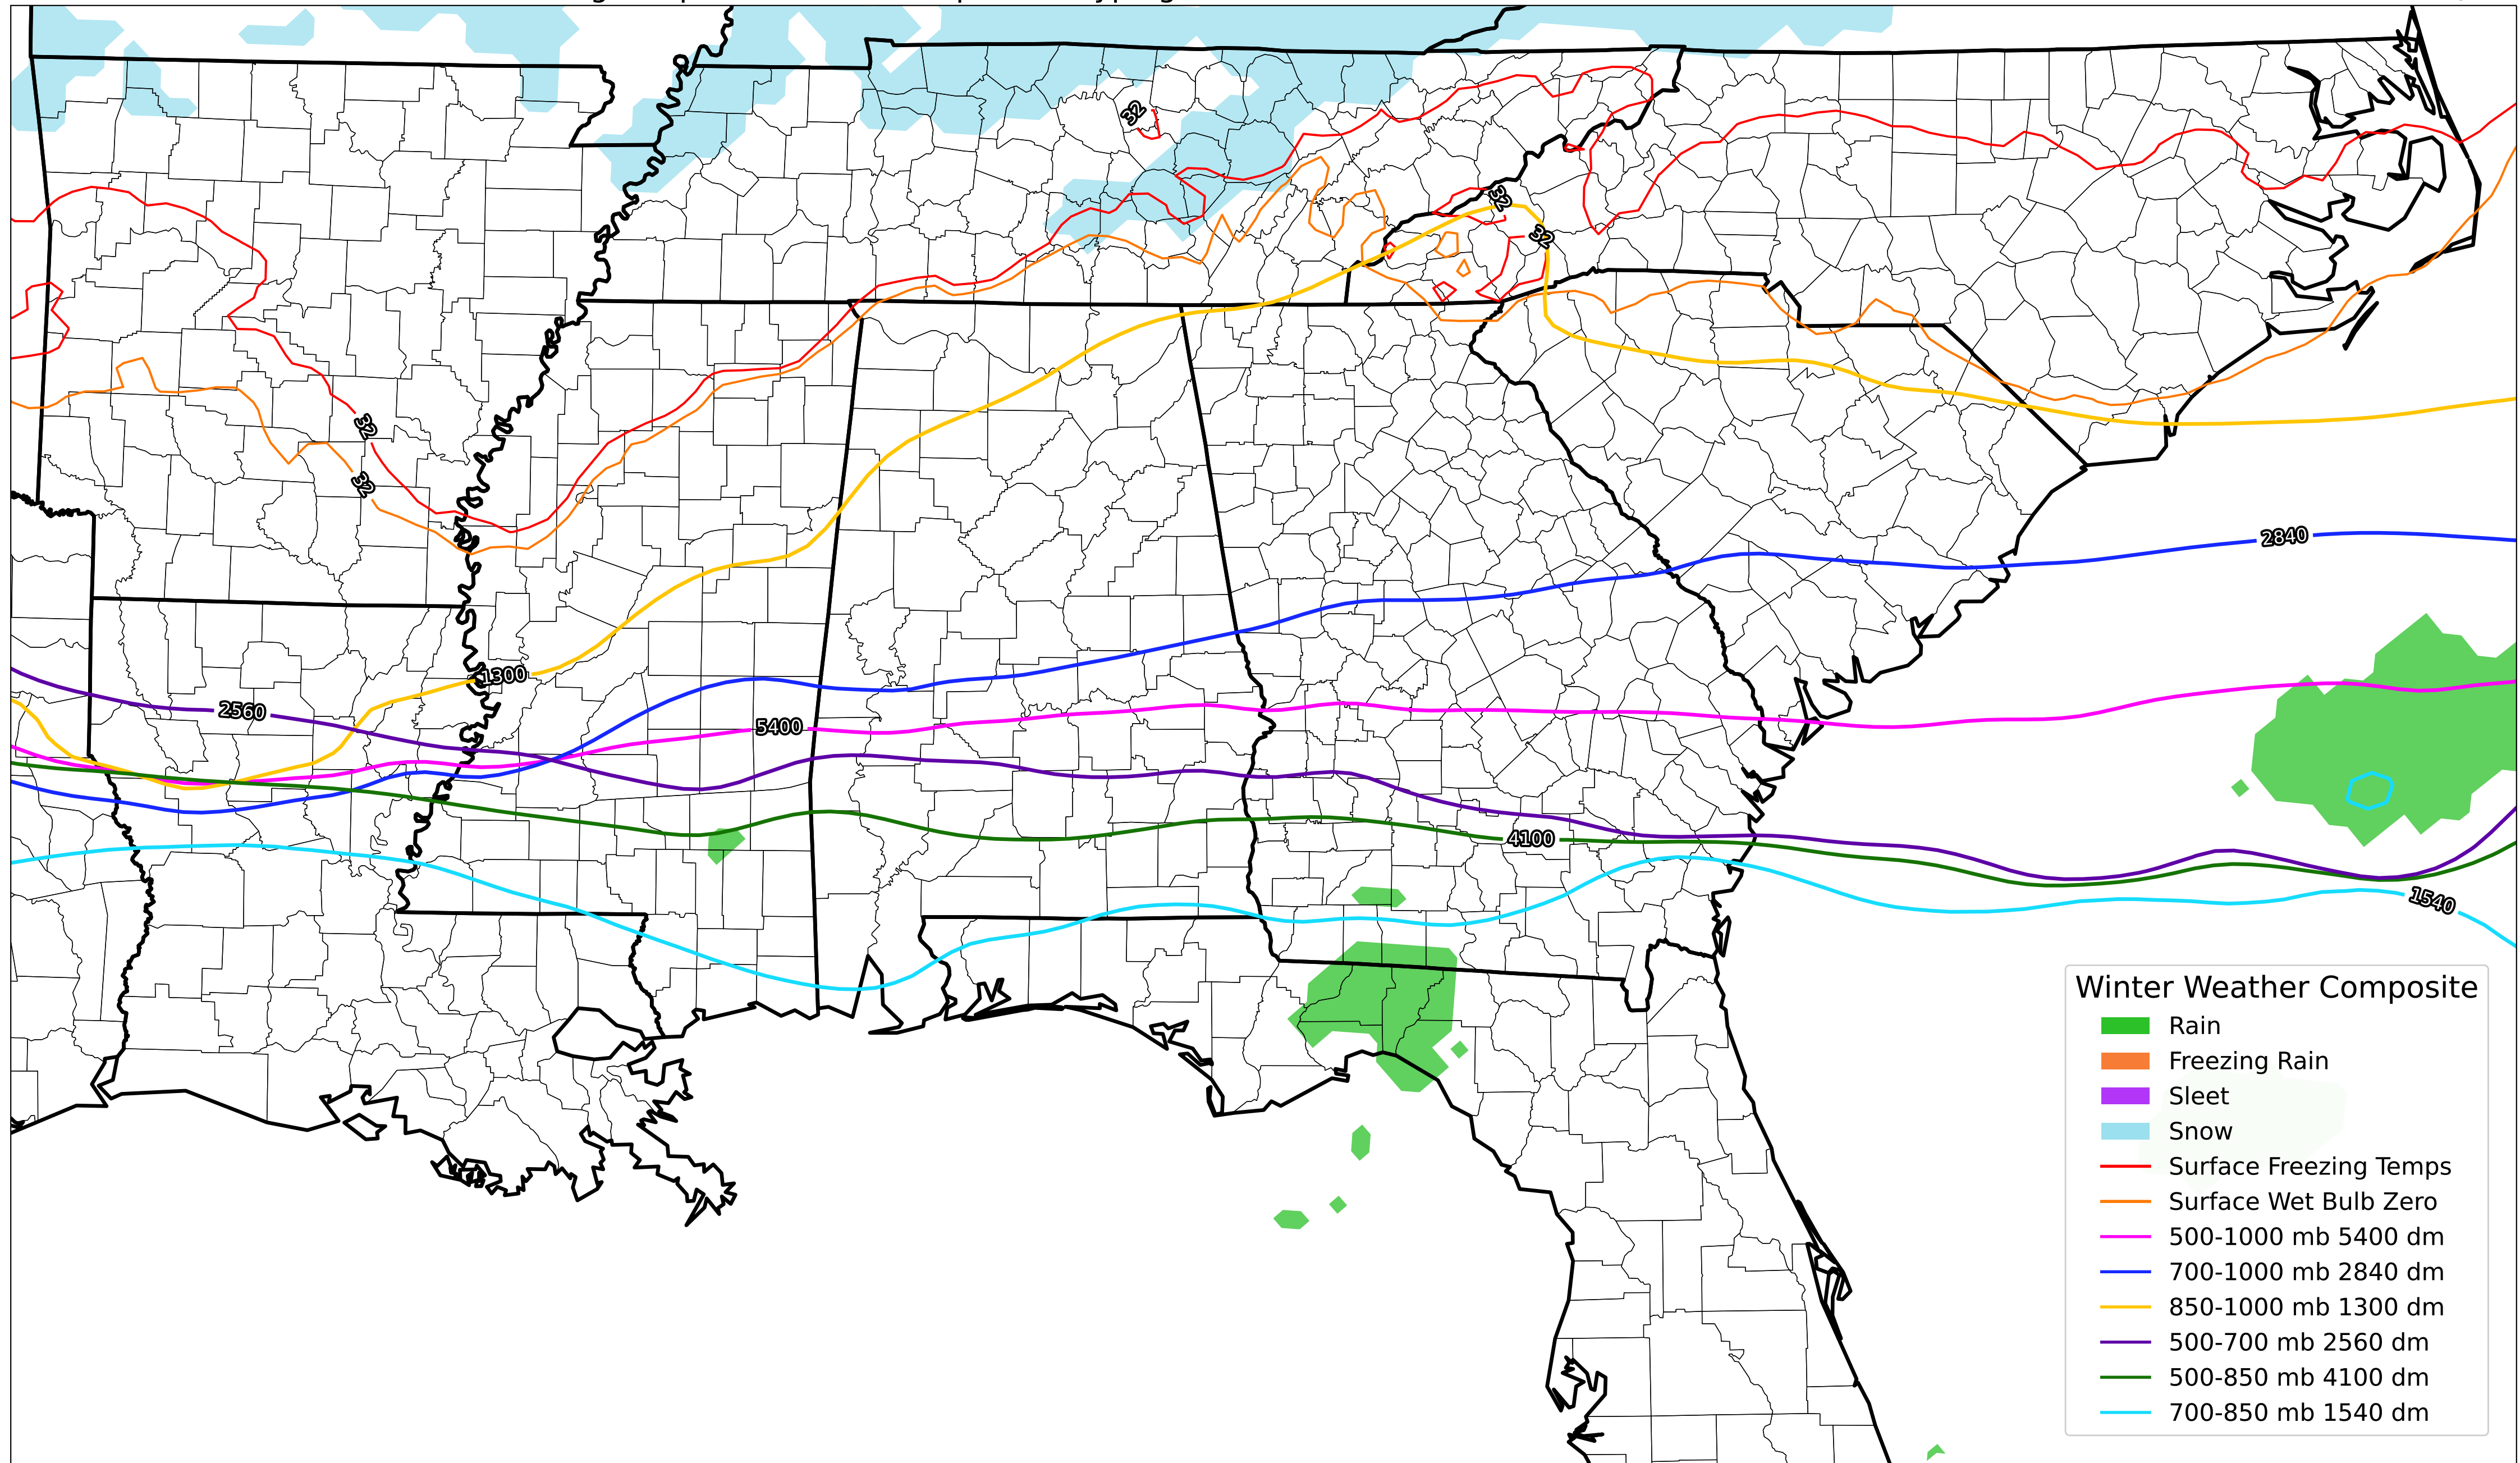 32
32
32
32
32
2840
1300
2560
5400
4100
1540
Winter Weather Composite
Rain
Freezing Rain
Sleet
Snow
Surface Freezing Temps
Surface Wet Bulb Zero
500-1000 mb 5400 dm
700-1000 mb 2840 dm
850-1000 mb 1300 dm
500-700 mb 2560 dm
500-850 mb 4100 dm
700-850 mb 1540 dm